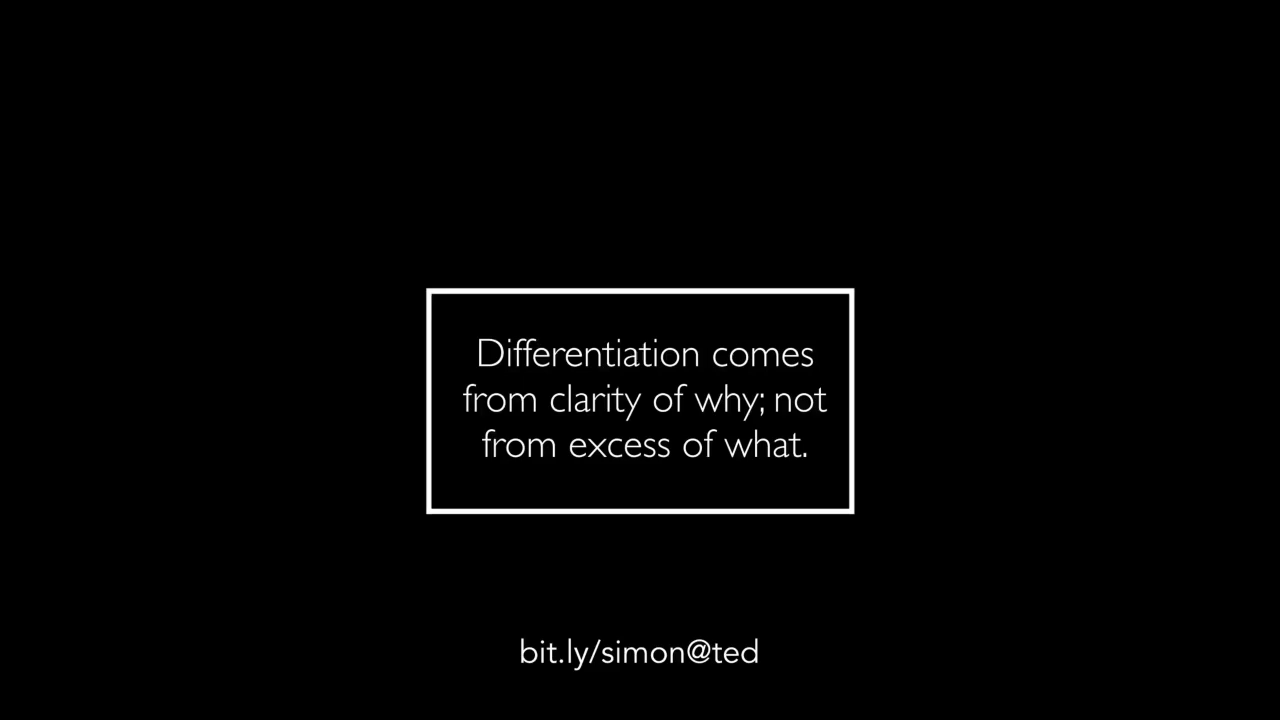 Differentiation comes
from clarity of why; not
from excess of what.
bit.ly/simon@ted